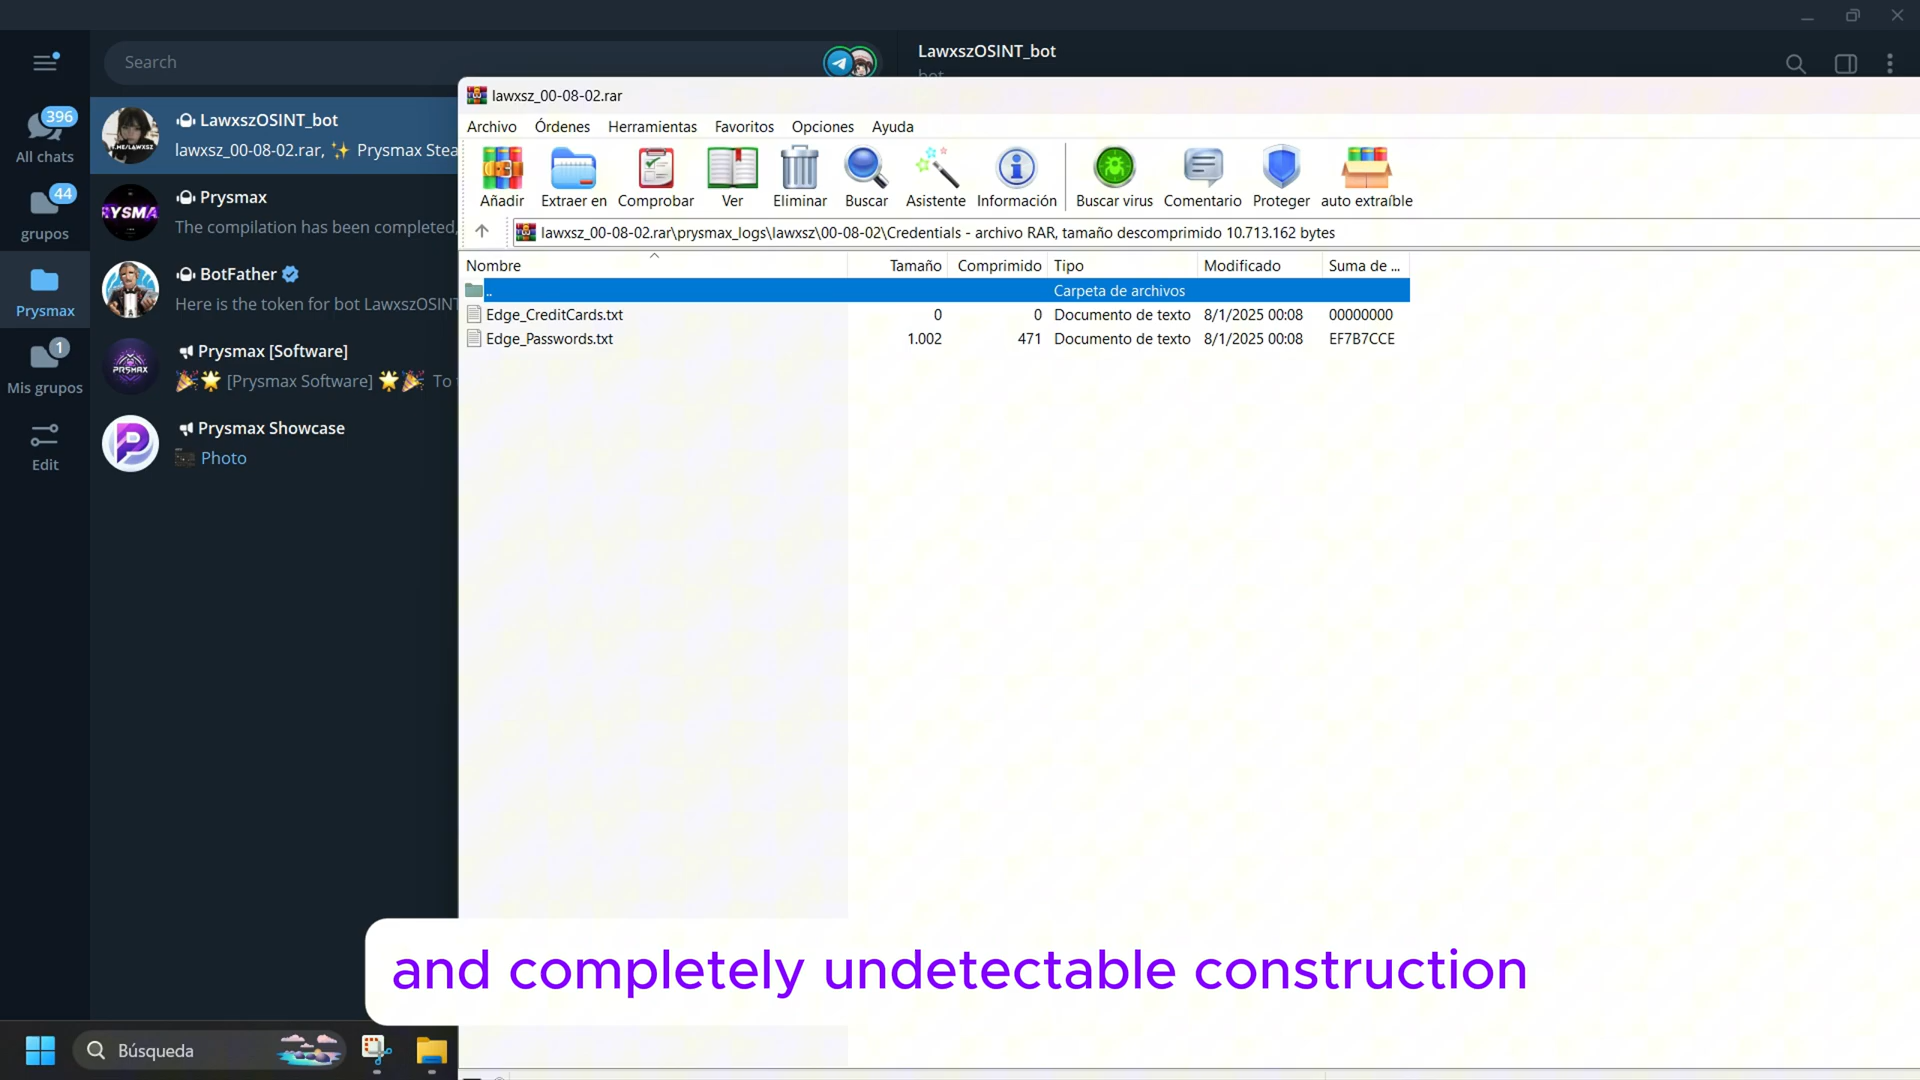 Search
LawxszOSINT_bot
396
All chats
44
grupos
Prysmax
1
Mis grupos
Edit
LawxszOSINT_bot
lawxsz_00-08-02.rar, ✨ Prysmax Stea
Prysmax
The compilation has been completed,
BotFather
Here is the token for bot LawxszOSINT
Prysmax [Software]
🎉🌟 [Prysmax Software] 🌟🎉 To
Prysmax Showcase
Photo
lawxsz_00-08-02.rar
Archivo Órdenes Herramientas Favoritos Opciones Ayuda
Añadir Extraer en Comprobar Ver Eliminar Buscar Asistente Información Buscar virus Comentario Proteger auto extraíble
lawxsz_00-08-02.rar\prysmax_logs\lawxsz\00-08-02\Credentials - archivo RAR, tamaño descomprimido 10.713.162 bytes
Nombre Tamaño Comprimido Tipo Modificado Suma de ...
.. Carpeta de archivos
Edge_CreditCards.txt 0 0 Documento de texto 8/1/2025 00:08 00000000
Edge_Passwords.txt 1.002 471 Documento de texto 8/1/2025 00:08 EF7B7CCE
and completely undetectable construction
Búsqueda